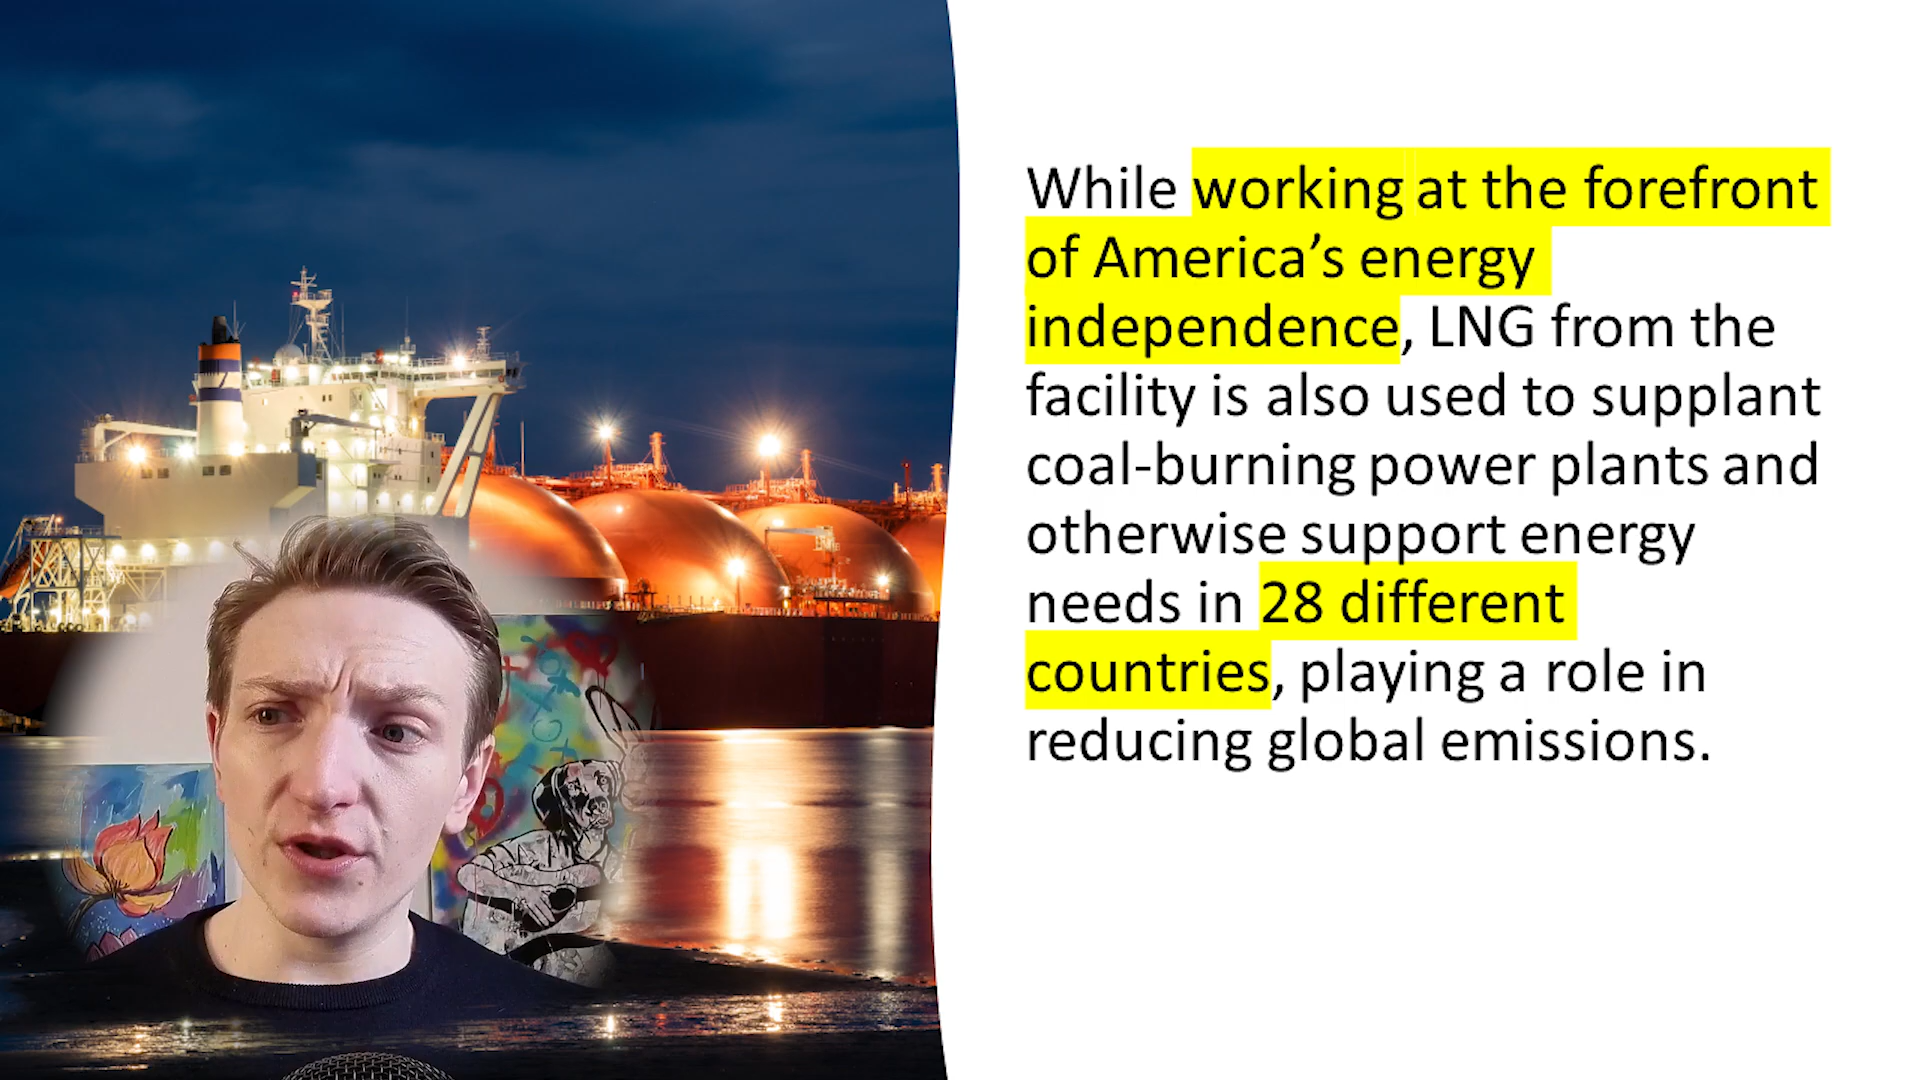 While working at the forefront
of America’s energy
independence, LNG from the
facility is also used to supplant
coal-burning power plants and
otherwise support energy
needs in 28 different
countries, playing a role in
reducing global emissions.